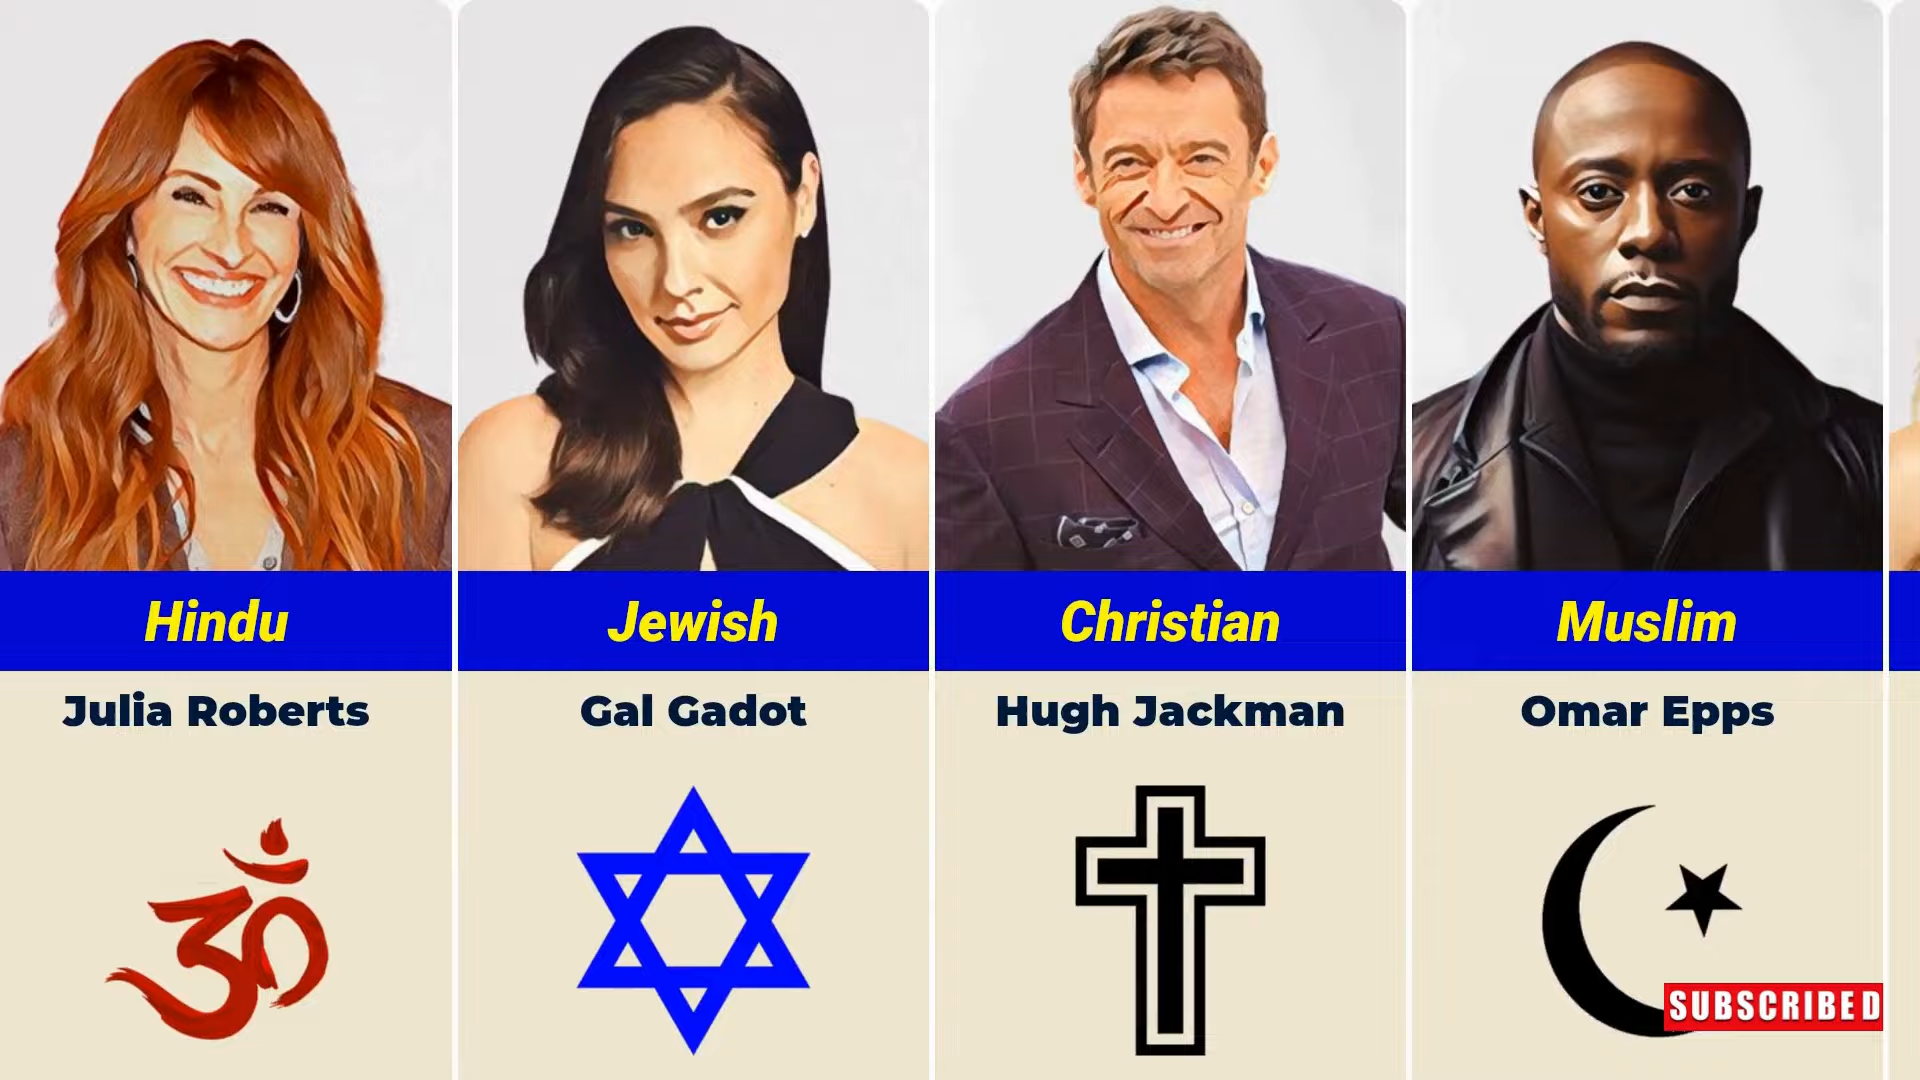 Hindu
Jewish
Christian
Muslim
Julia Roberts
Gal Gadot
Hugh Jackman
Omar Epps
SUBSCRIBED